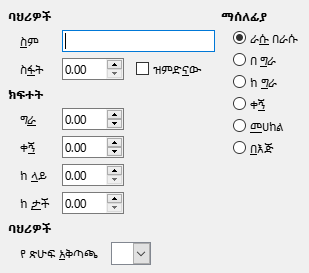 ባህሪዎች
ስም
ስፋት 0.00 ዝምድኗው
ክፍተት
ግራ 0.00
ቀኝ 0.00
ከ ላይ 0.00
ከ ታች 0.00
ባህሪዎች
የ ጽሁፍ አቅጣጫ
ማሰለፊያ
ራሱ በራሱ
በ ግራ
ከ ግራ
ቀኝ
መሀከል
በእጅ